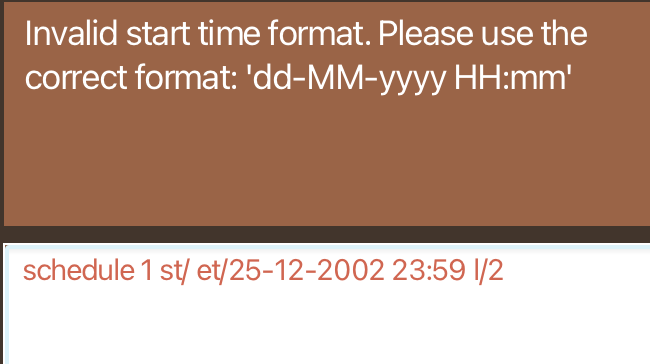 Invalid start time format. Please use the
correct format: 'dd-MM-yyyy HH:mm'
schedule 1 st/ et/25-12-2002 23:59 l/2